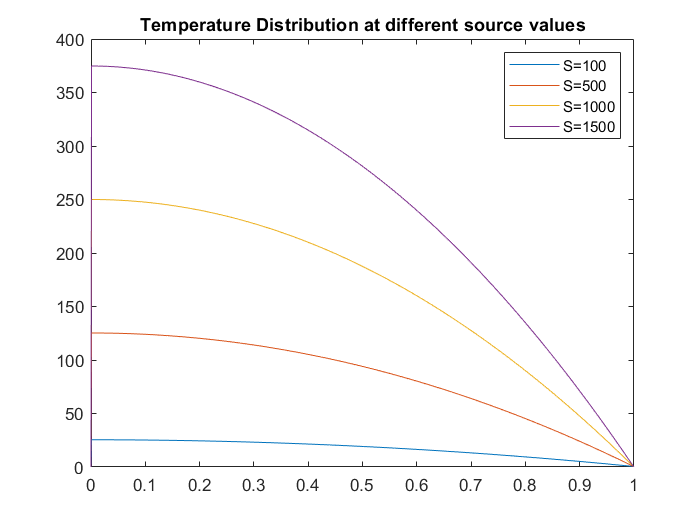 Temperature Distribution at different source values
400
350
300
250
200
150
100
50
0
S=100
S=500
S=1000
S=1500
0 0.1 0.2 0.3 0.4 0.5 0.6 0.7 0.8 0.9 1